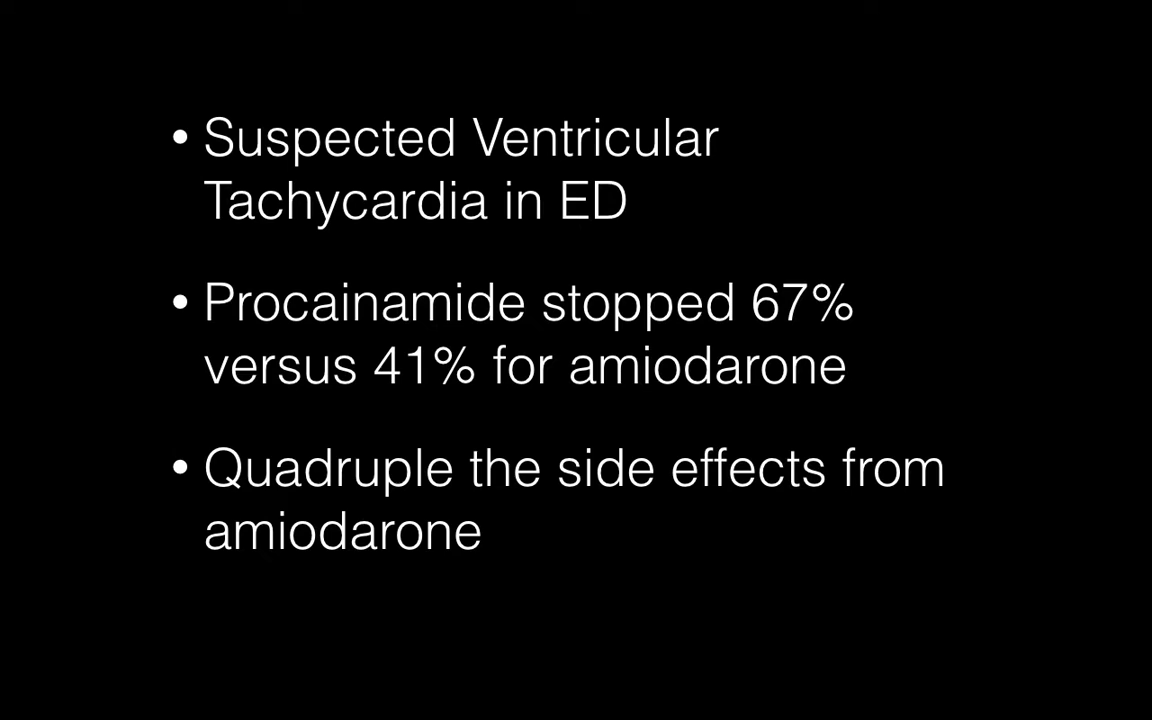 • Suspected Ventricular
Tachycardia in ED
• Procainamide stopped 67%
versus 41% for amiodarone
• Quadruple the side effects from
amiodarone